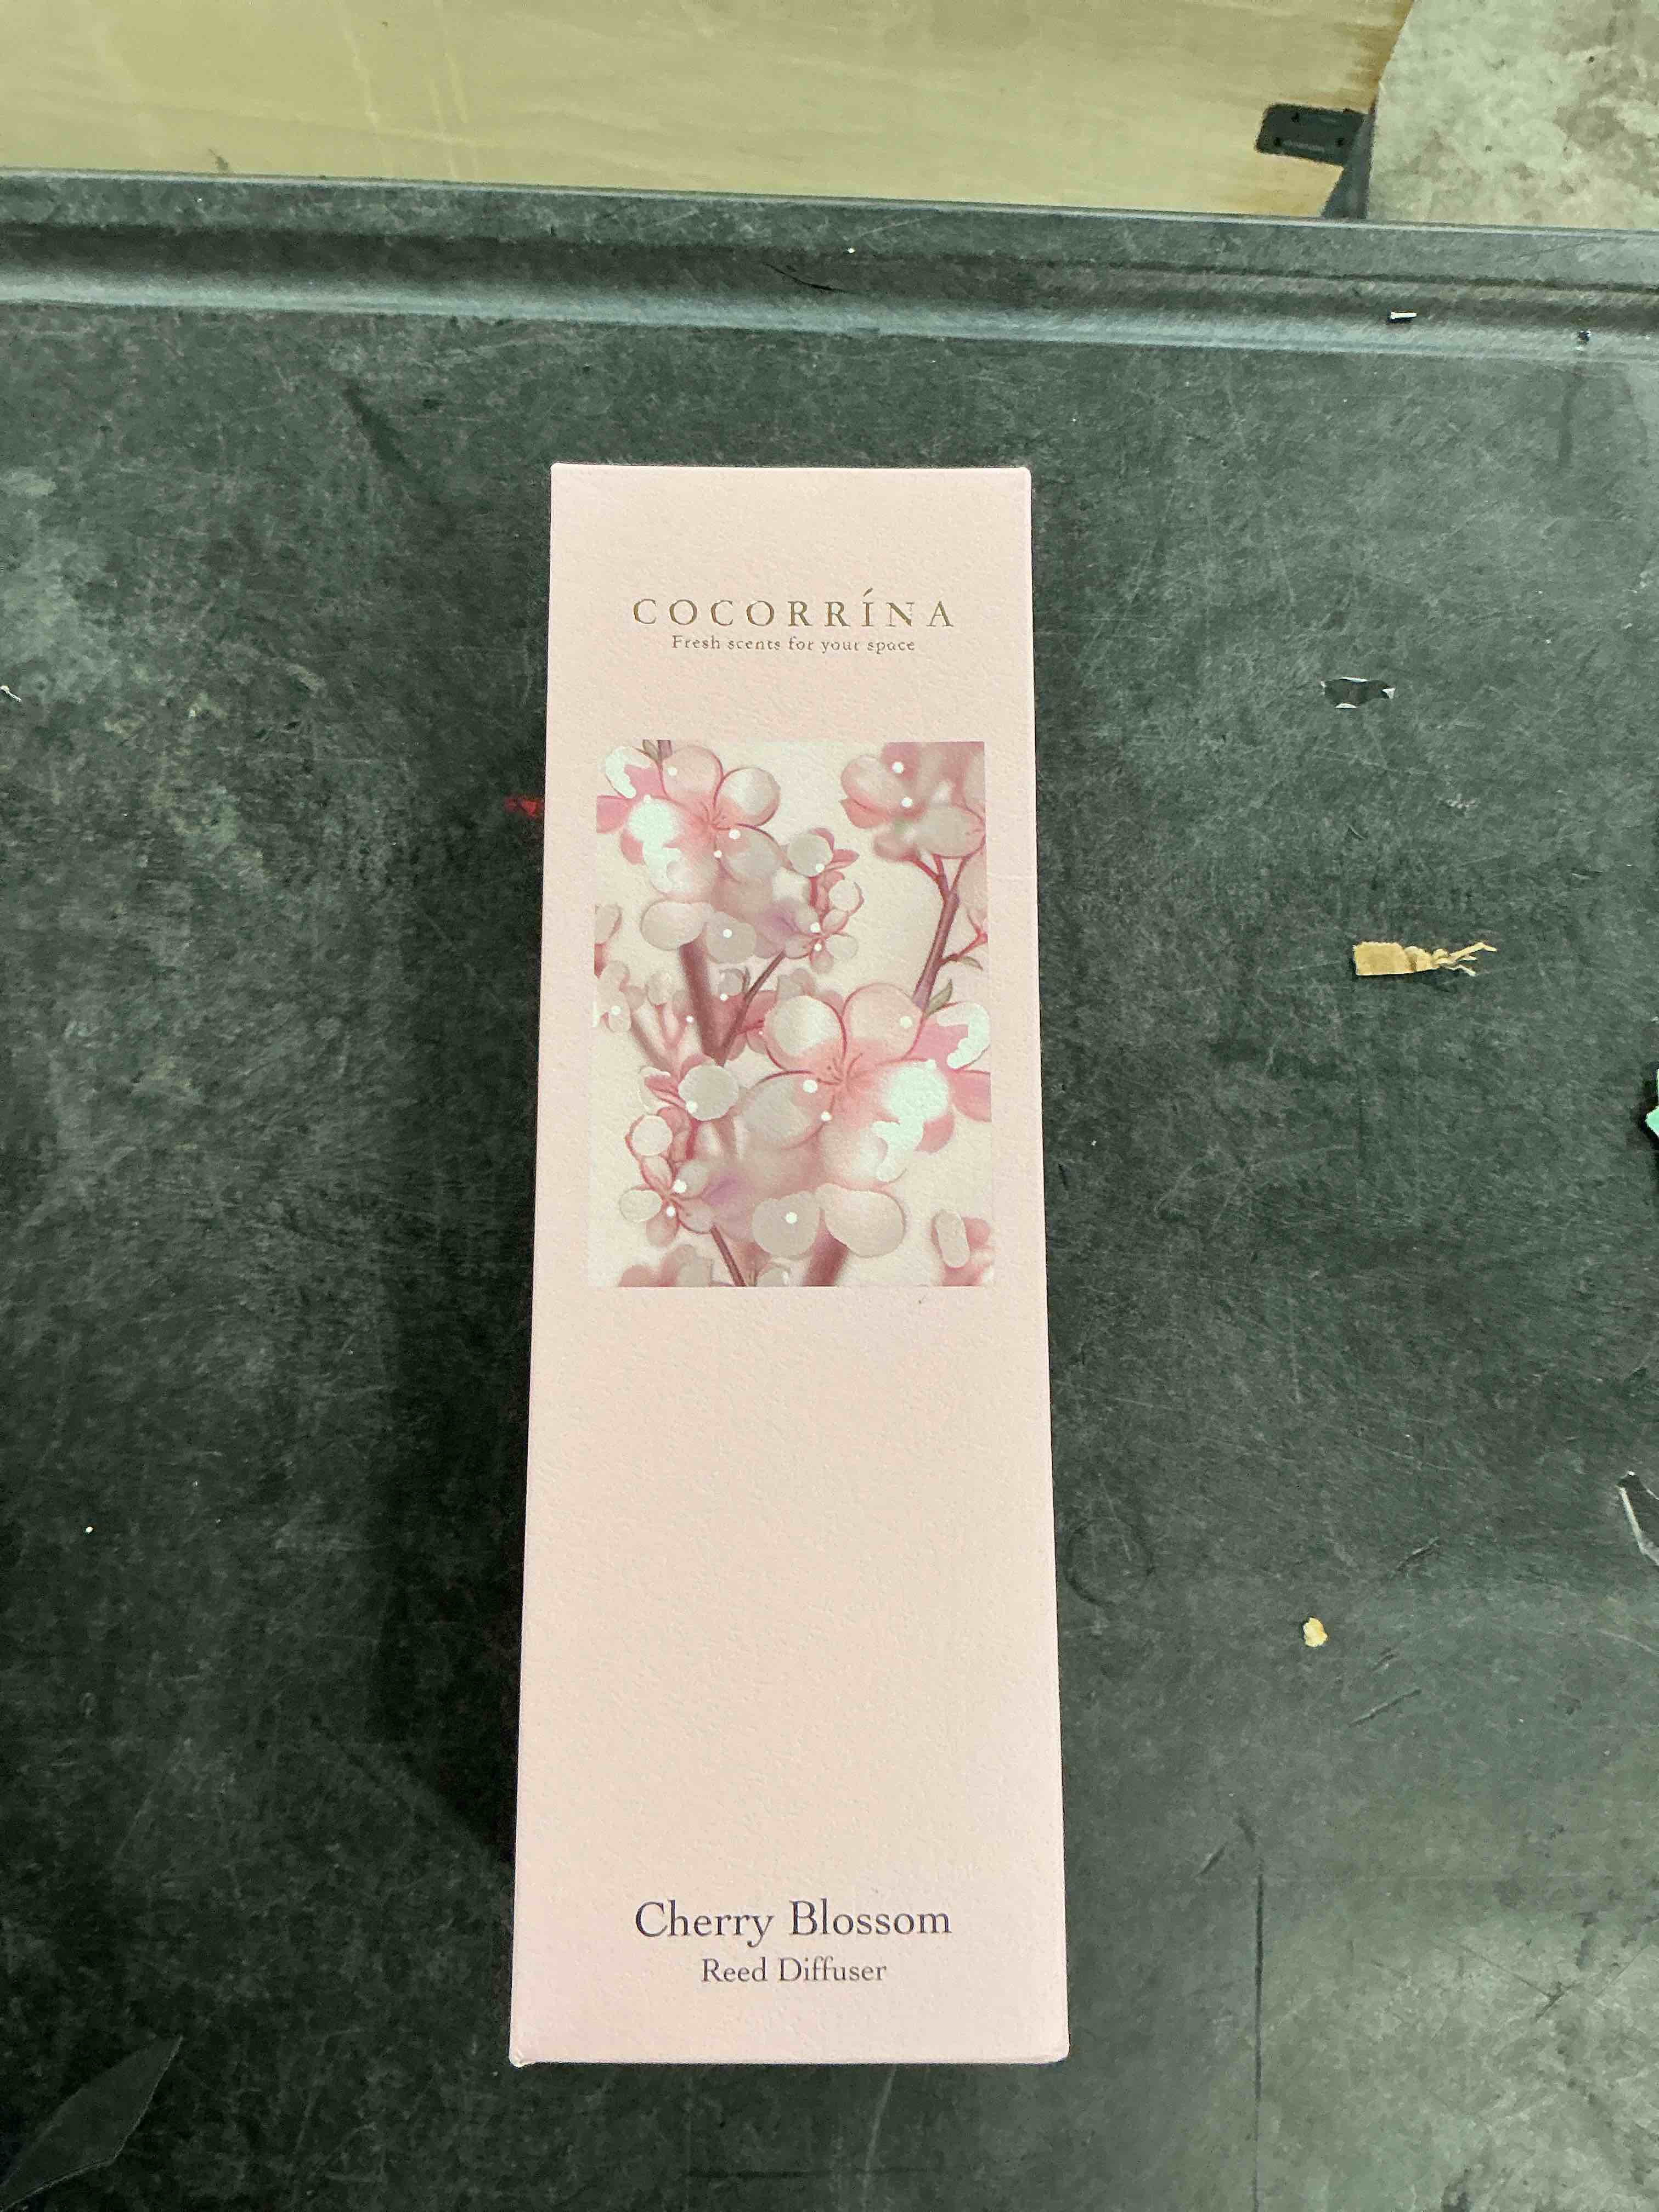 COCORRÍNA
Fresh scents for your space
Cherry Blossom
Reed Diffuser